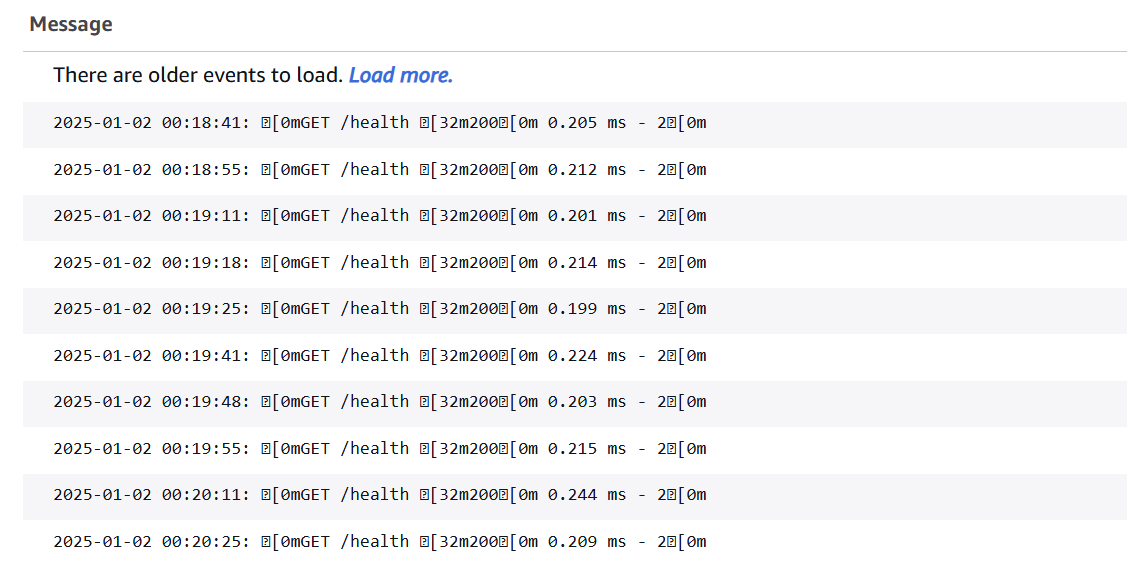 Message
There are older events to load. Load more.
2025-01-02 00:18:41: �[0mGET /health �[32m200�[0m 0.205 ms - 2�[0m
2025-01-02 00:18:55: �[0mGET /health �[32m200�[0m 0.212 ms - 2�[0m
2025-01-02 00:19:11: �[0mGET /health �[32m200�[0m 0.201 ms - 2�[0m
2025-01-02 00:19:18: �[0mGET /health �[32m200�[0m 0.214 ms - 2�[0m
2025-01-02 00:19:25: �[0mGET /health �[32m200�[0m 0.199 ms - 2�[0m
2025-01-02 00:19:41: �[0mGET /health �[32m200�[0m 0.224 ms - 2�[0m
2025-01-02 00:19:48: �[0mGET /health �[32m200�[0m 0.203 ms - 2�[0m
2025-01-02 00:19:55: �[0mGET /health �[32m200�[0m 0.215 ms - 2�[0m
2025-01-02 00:20:11: �[0mGET /health �[32m200�[0m 0.244 ms - 2�[0m
2025-01-02 00:20:25: �[0mGET /health �[32m200�[0m 0.209 ms - 2�[0m